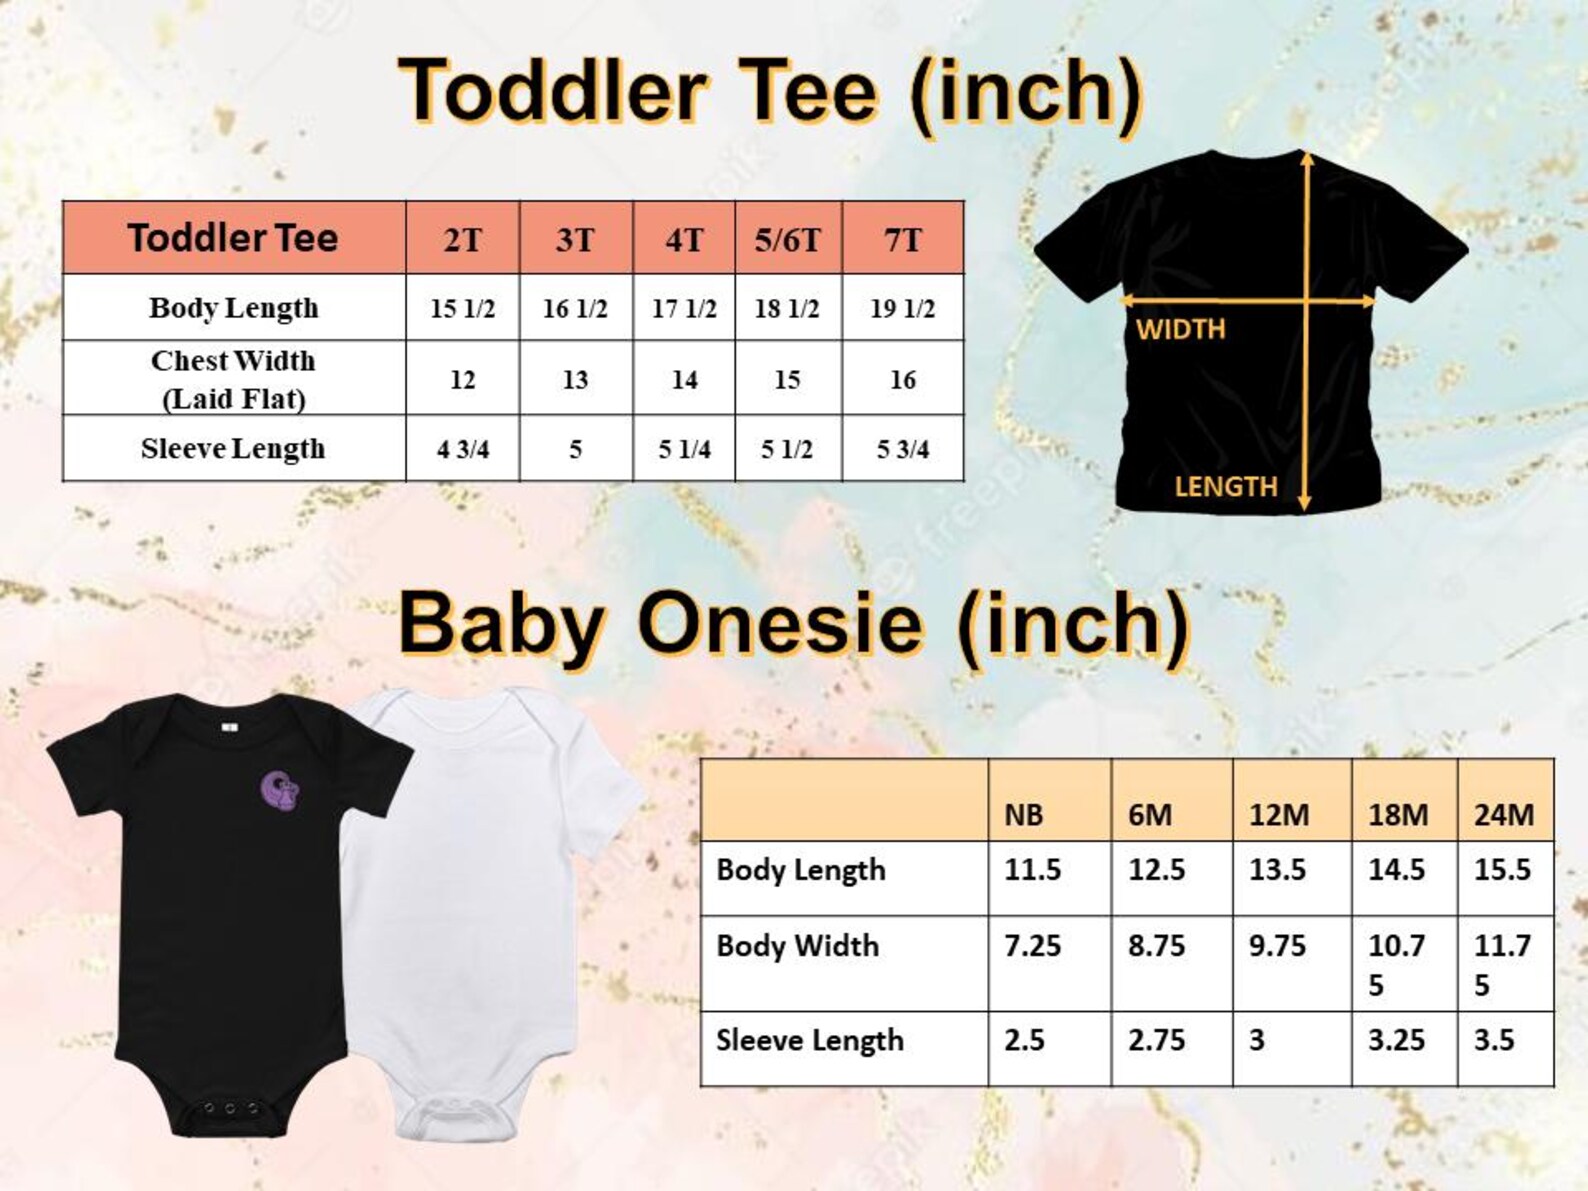 Toddler Tee (inch)
Toddler Tee 2T 3T 4T 5/6T 7T
Body Length 15 1/2 16 1/2 17 1/2 18 1/2 19 1/2
Chest Width
(Laid Flat) 12 13 14 15 16
Sleeve Length 4 3/4 5 5 1/4 5 1/2 5 3/4
WIDTH
LENGTH
freepik
Baby Onesie (inch)
NB 6M 12M 18M 24M
Body Length 11.5 12.5 13.5 14.5 15.5
Body Width 7.25 8.75 9.75 10.7 11.7
5 5
Sleeve Length 2.5 2.75 3 3.25 3.5